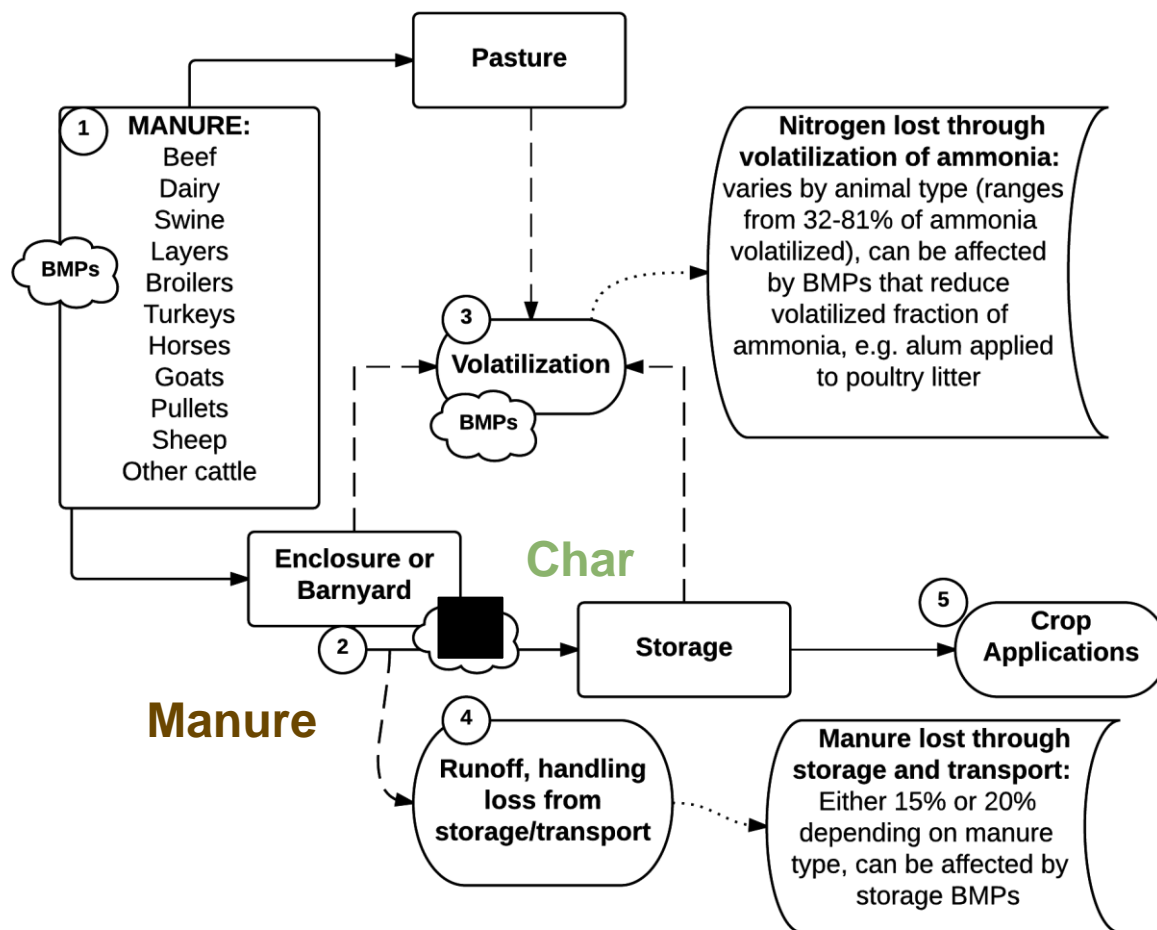 Pasture
1
MANURE:
Beef
Dairy
Swine
Layers
Broilers
Turkeys
Horses
Goats
Pullets
Sheep
Other cattle
BMPs
Nitrogen lost through
volatilization of ammonia:
varies by animal type (ranges
from 32-81% of ammonia
volatilized), can be affected
by BMPs that reduce
volatilized fraction of
ammonia, e.g. alum applied
to poultry litter
3
Volatilization
BMPs
Enclosure or
Barnyard
Char
2
Storage
5
Crop
Applications
Manure
4
Runoff, handling
loss from
storage/transport
Manure lost through
storage and transport:
Either 15% or 20%
depending on manure
type, can be affected by
storage BMPs